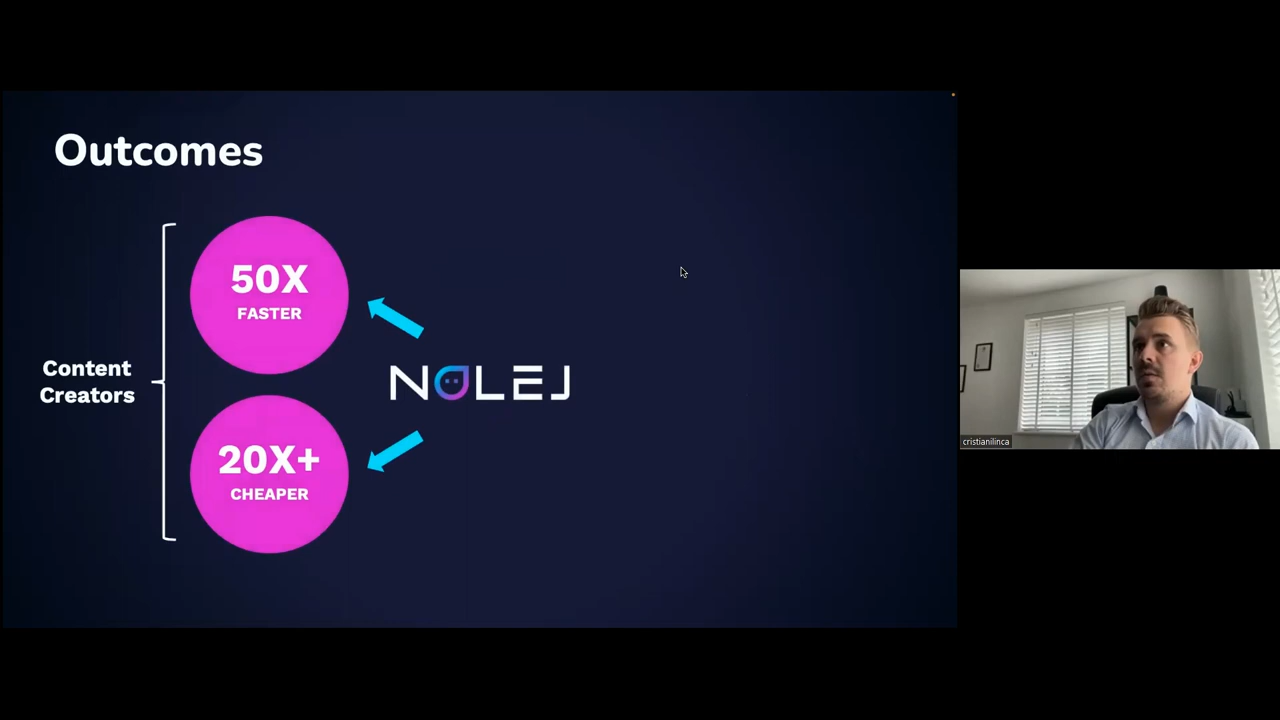 Outcomes
50X
FASTER
Content
Creators
NOLEJ
20X+
CHEAPER
cristianilinca